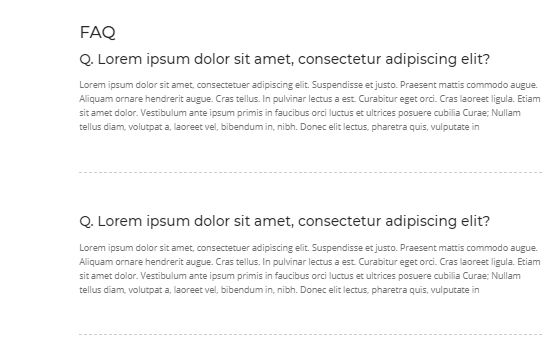 FAQ
Q. Lorem ipsum dolor sit amet, consectetur adipiscing elit?
Lorem ipsum dolor sit amet, consectetuer adipiscing elit. Suspendisse et justo. Praesent mattis commodo augue.
Aliquam ornare hendrerit augue. Cras tellus. In pulvinar lectus a est. Curabitur eget orci. Cras laoreet ligula. Etiam
sit amet dolor. Vestibulum ante ipsum primis in faucibus orci luctus et ultrices posuere cubilia Curae; Nullam
tellus diam, volutpat a, laoreet vel, bibendum in, nibh. Donec elit lectus, pharetra quis, vulputate in
Q. Lorem ipsum dolor sit amet, consectetur adipiscing elit?
Lorem ipsum dolor sit amet, consectetuer adipiscing elit. Suspendisse et justo. Praesent mattis commodo augue.
Aliquam ornare hendrerit augue. Cras tellus. In pulvinar lectus a est. Curabitur eget orci. Cras laoreet ligula. Etiam
sit amet dolor. Vestibulum ante ipsum primis in faucibus orci luctus et ultrices posuere cubilia Curae; Nullam
tellus diam, volutpat a, laoreet vel, bibendum in, nibh. Donec elit lectus, pharetra quis, vulputate in